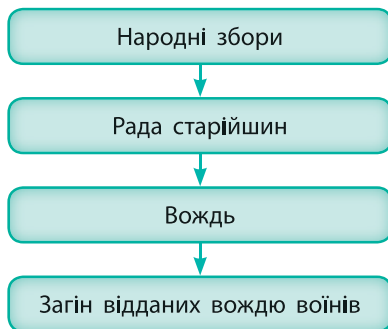 Народні збори
Рада старійшин
Вождь
Загін відданих вождю воїнів